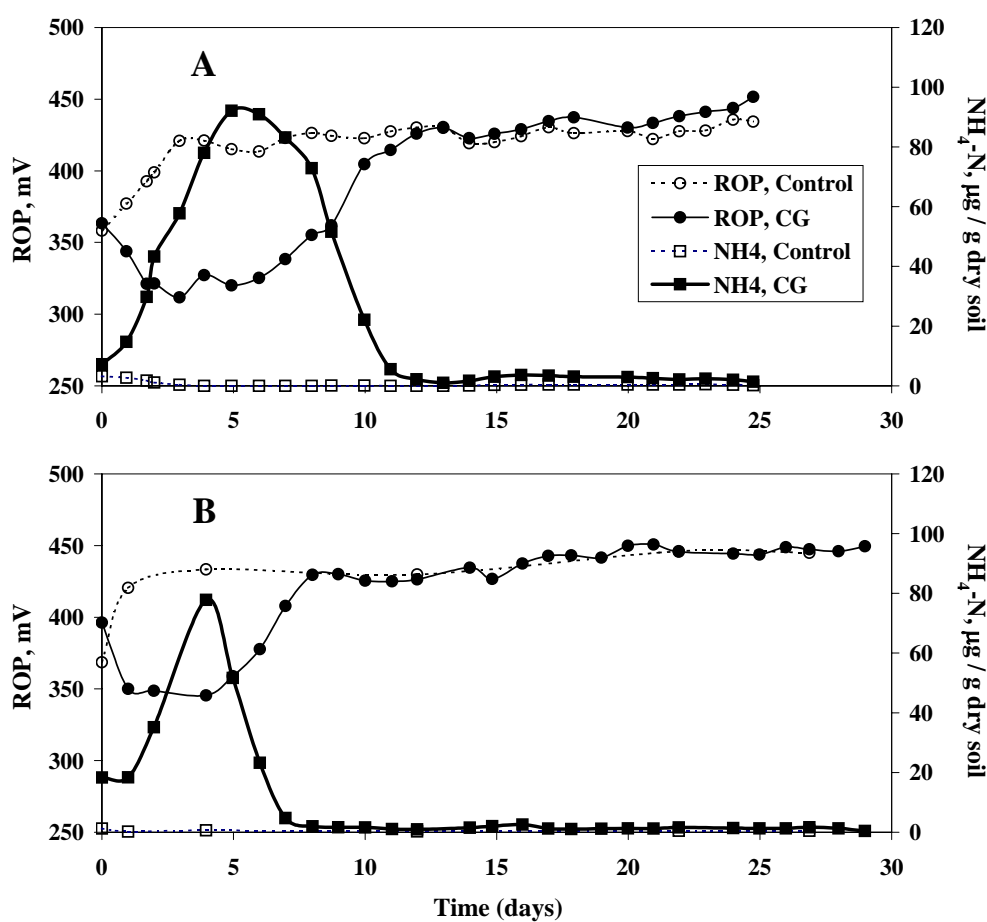 500
450
400
350
300
250
ROP, mV
A
120
100
80
60
40
20
0
NH4-N, µg / g dry soil
ROP, Control
ROP, CG
NH4, Control
NH4, CG
0 5 10 15 20 25 30
500
450
400
350
300
250
ROP, mV
B
120
100
80
60
40
20
0
NH4-N, µg / g dry soil
0 5 10 15 20 25 30
Time (days)